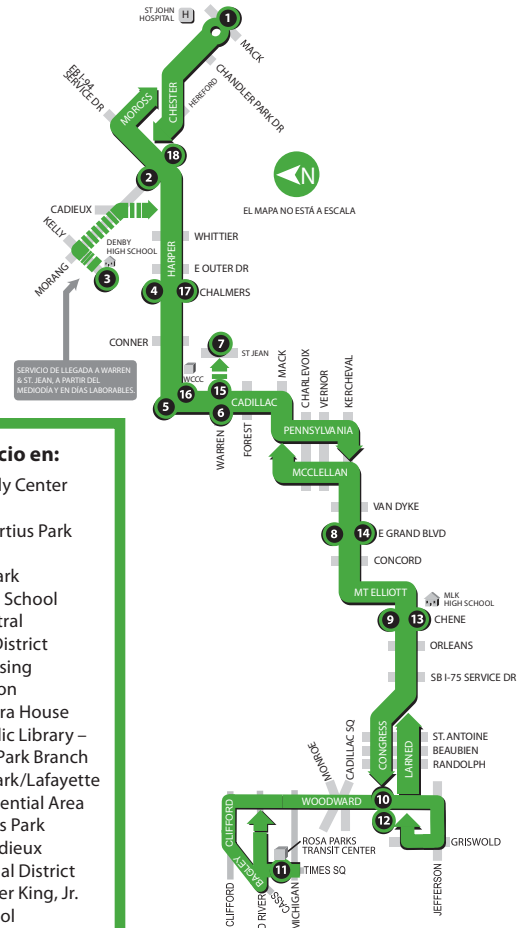 ST JOHN
HOSPITAL
H
1
MACK
CHANDLER PARK DR
HEREFORD
CHESTER
MOROSS
EB I-94
SERVICE DR
18
2
N
EL MAPA NO ESTÁ A ESCALA
CADIEUX
KELLY
DENBY
HIGH SCHOOL
MORANG
3
HARPER
WHITTIER
E OUTER DR
4
17
CHALMERS
CONNER
7
ST JEAN
SERVICIO DE LLEGADA A WARREN
& ST. JEAN, A PARTIR DEL
MEDIODÍA Y EN DÍAS LABORABLES.
WCCC
16
15
5
6
CADILLAC
WARREN
FOREST
MACK
CHARLEVOIX
VERNOR
KERCHEVAL
PENNSYLVANIA
MCCLELLAN
VAN DYKE
8
14
E GRAND BLVD
CONCORD
MT ELLIOTT
MLK
HIGH SCHOOL
9
13
CHENE
ORLEANS
SB I-75 SERVICE DR
CONGRESS
LARNED
ST. ANTOINE
BEAUBIEN
RANDOLPH
MONROE
CADILLAC SQ
CLIFFORD
WOODWARD
10
12
GRISWOLD
JEFFERSON
ROSA PARKS
TRANSIT CENTER
11
TIMES SQ
BAGLEY
CASS
CLIFFORD
D RIVER
MICHIGAN
cio en:
ly Center
rtius Park
ark
School
tral
District
sing
on
ra House
lic Library –
Park Branch
ark/Lafayette
ential Area
s Park
dieux
al District
er King, Jr.
ol